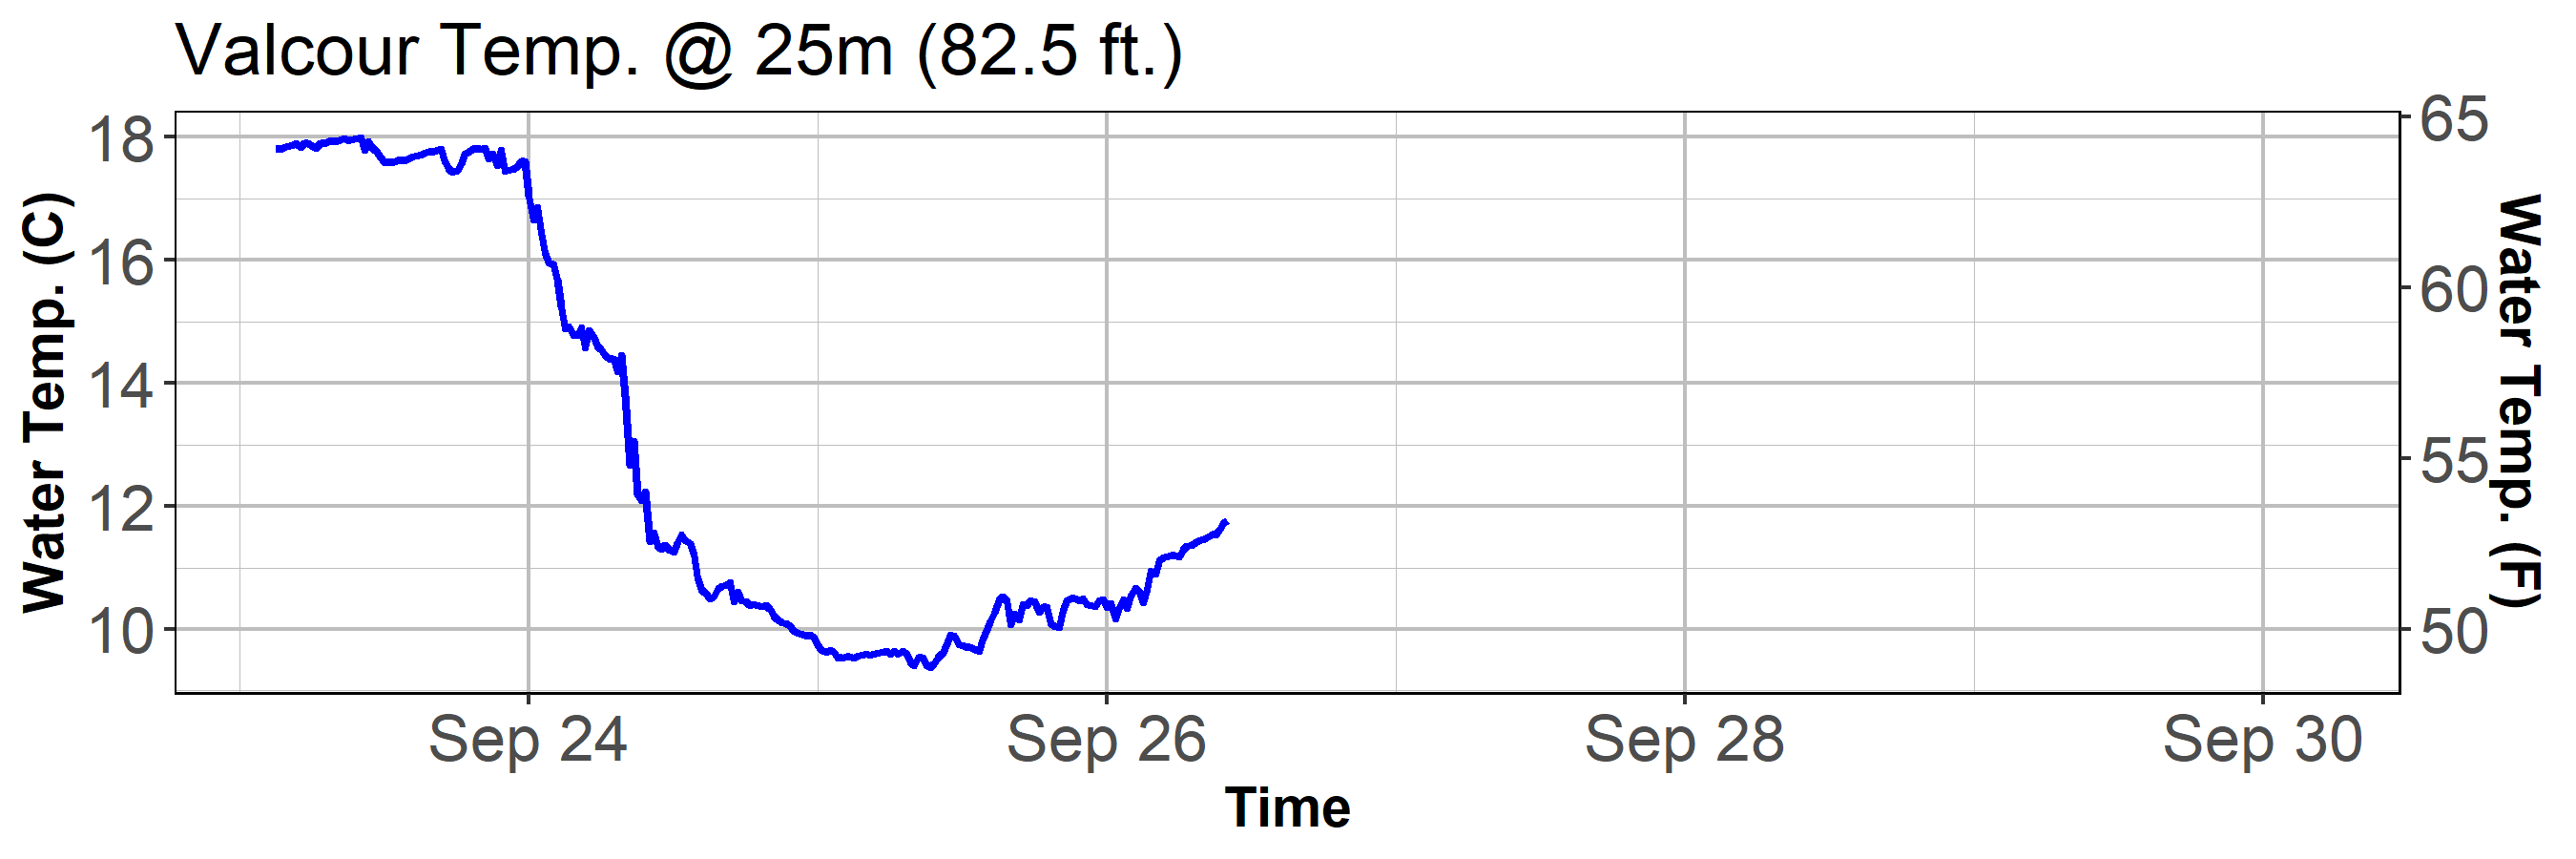 Valcour Temp. @ 25m (82.5 ft.)
Water Temp. (C)
18
16
14
12
10
65
60
55
50
Water Temp. (F)
Sep 24
Sep 26
Sep 28
Sep 30
Time